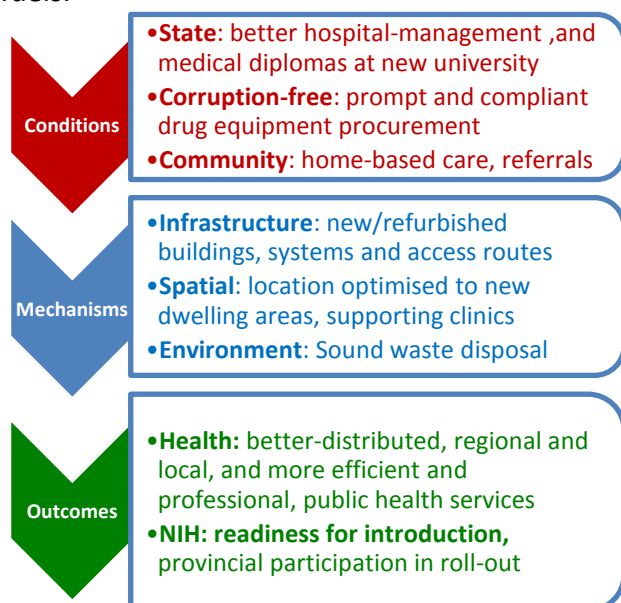 •State: better hospital-management ,and
medical diplomas at new university
•Corruption-free: prompt and compliant
drug equipment procurement
•Community: home-based care, referrals
Conditions
•Infrastructure: new/refurbished
buildings, systems and access routes
•Spatial: location optimised to new
dwelling areas, supporting clinics
•Environment: Sound waste disposal
Mechanisms
•Health: better-distributed, regional and
local, and more efficient and
professional, public health services
•NIH: readiness for introduction,
provincial participation in roll-out
Outcomes